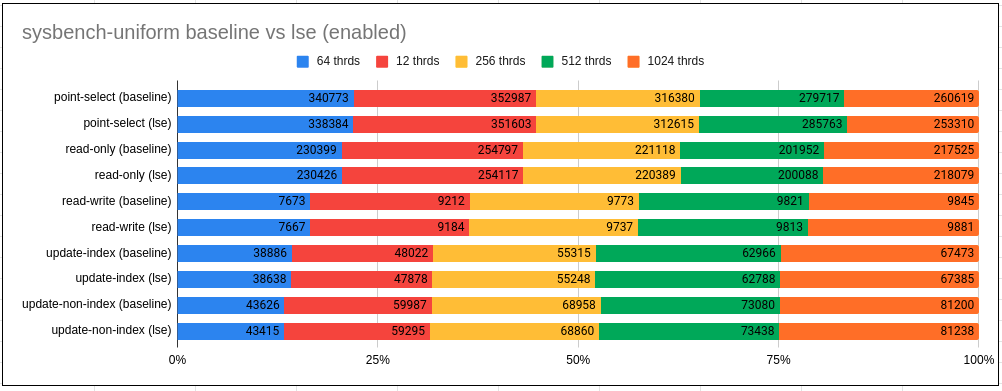 sysbench-uniform baseline vs lse (enabled)
64 thrds 12 thrds 256 thrds 512 thrds 1024 thrds
point-select (baseline) 340773 352987 316380 279717 260619
point-select (lse) 338384 351603 312615 285763 253310
read-only (baseline) 230399 254797 221118 201952 217525
read-only (lse) 230426 254117 220389 200088 218079
read-write (baseline) 7673 9212 9773 9821 9845
read-write (lse) 7667 9184 9737 9813 9881
update-index (baseline) 38886 48022 55315 62966 67473
update-index (lse) 38638 47878 55248 62788 67385
update-non-index (baseline) 43626 59987 68958 73080 81200
update-non-index (lse) 43415 59295 68860 73438 81238
0% 25% 50% 75% 100%